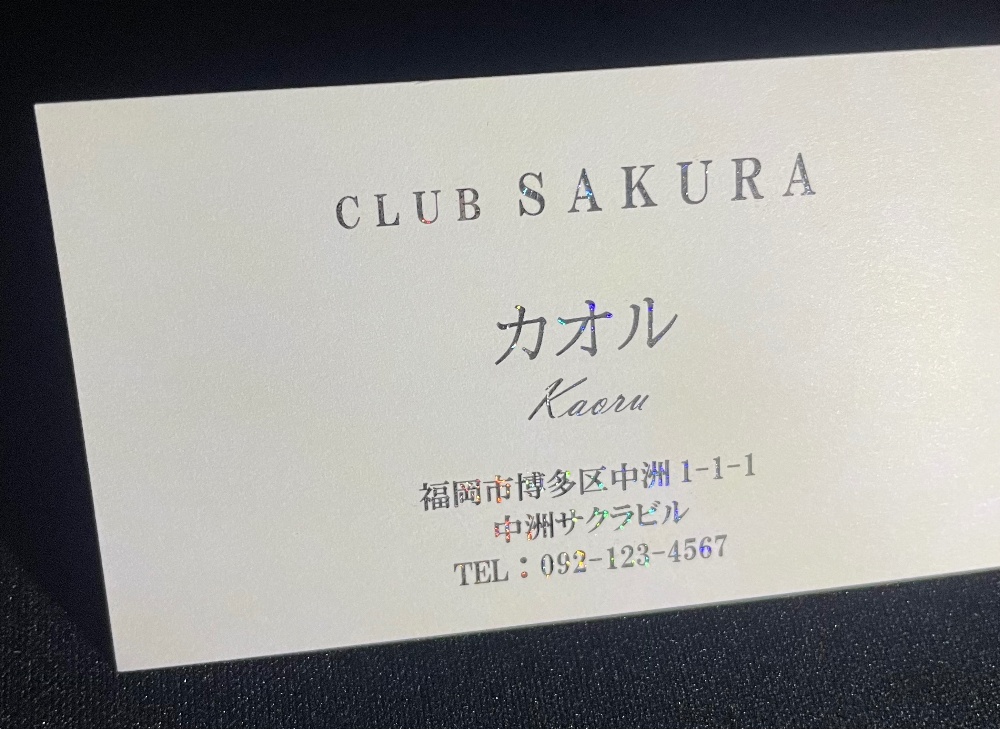 CLUB SAKURA
カオル
Kaoru
福岡市博多区中洲1-1-1
中洲サクラビル
TEL：092-123-4567